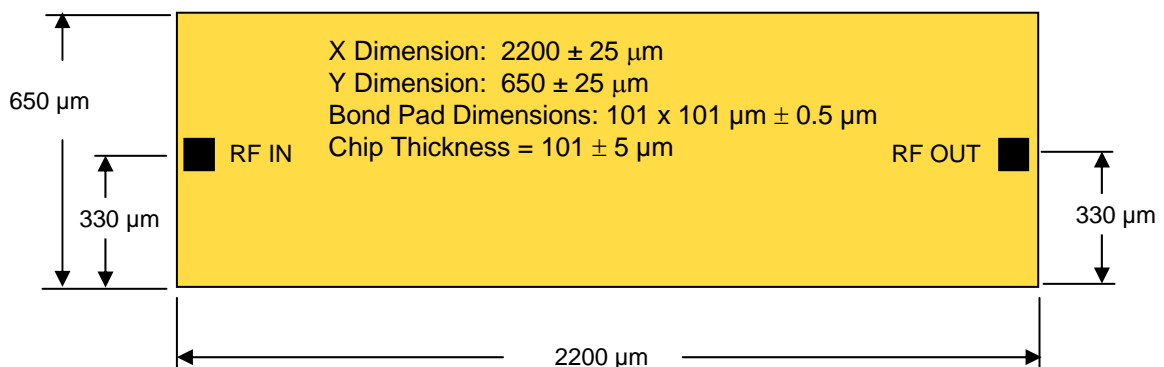 X Dimension: 2200 ± 25 μm
Y Dimension: 650 ± 25 μm
650 µm
Bond Pad Dimensions: 101 x 101 µm ± 0.5 µm
RF IN
Chip Thickness = 101 ± 5 µm
RF OUT
330 µm
330 µm
2200 µm